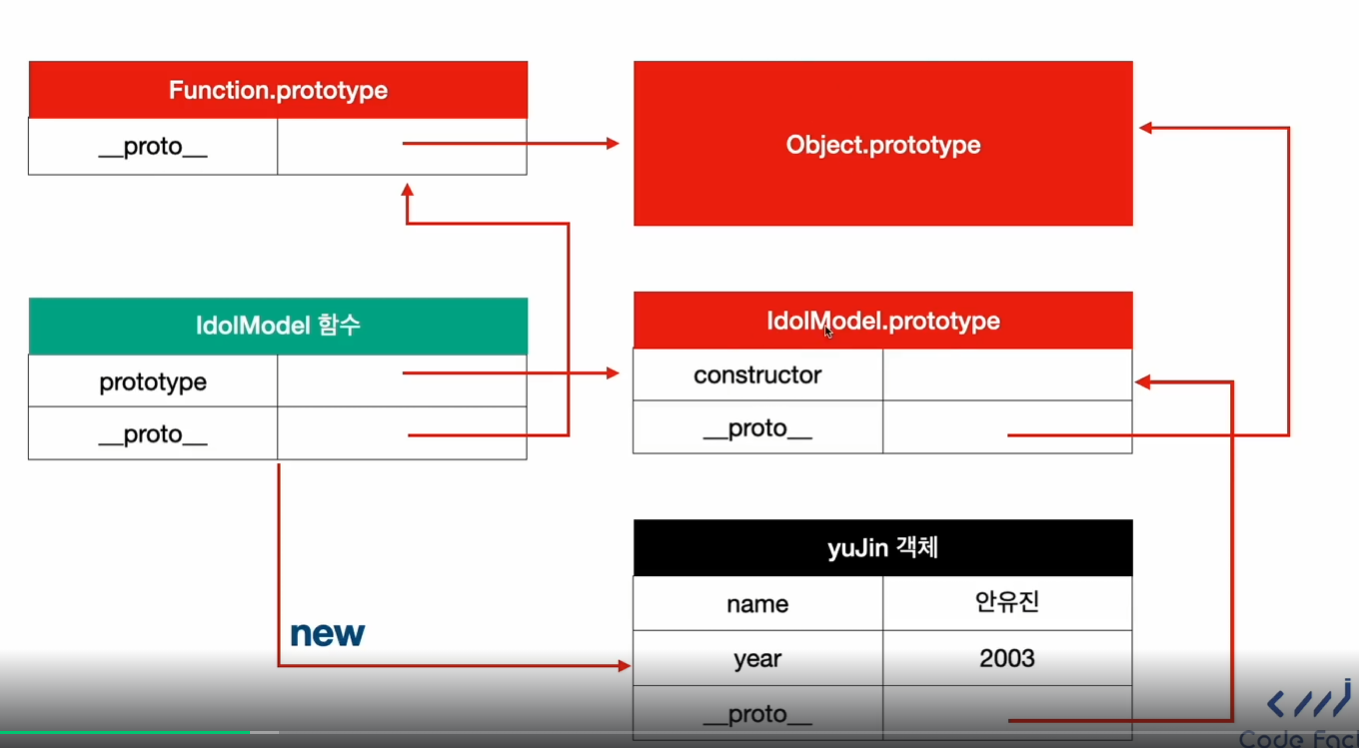 Function.prototype
__proto__
Object.prototype
IdolModel 함수
prototype
__proto__
IdolModel.prototype
constructor
__proto__
new
yuJin 객체
name 안유진
year 2003
__proto__
Code